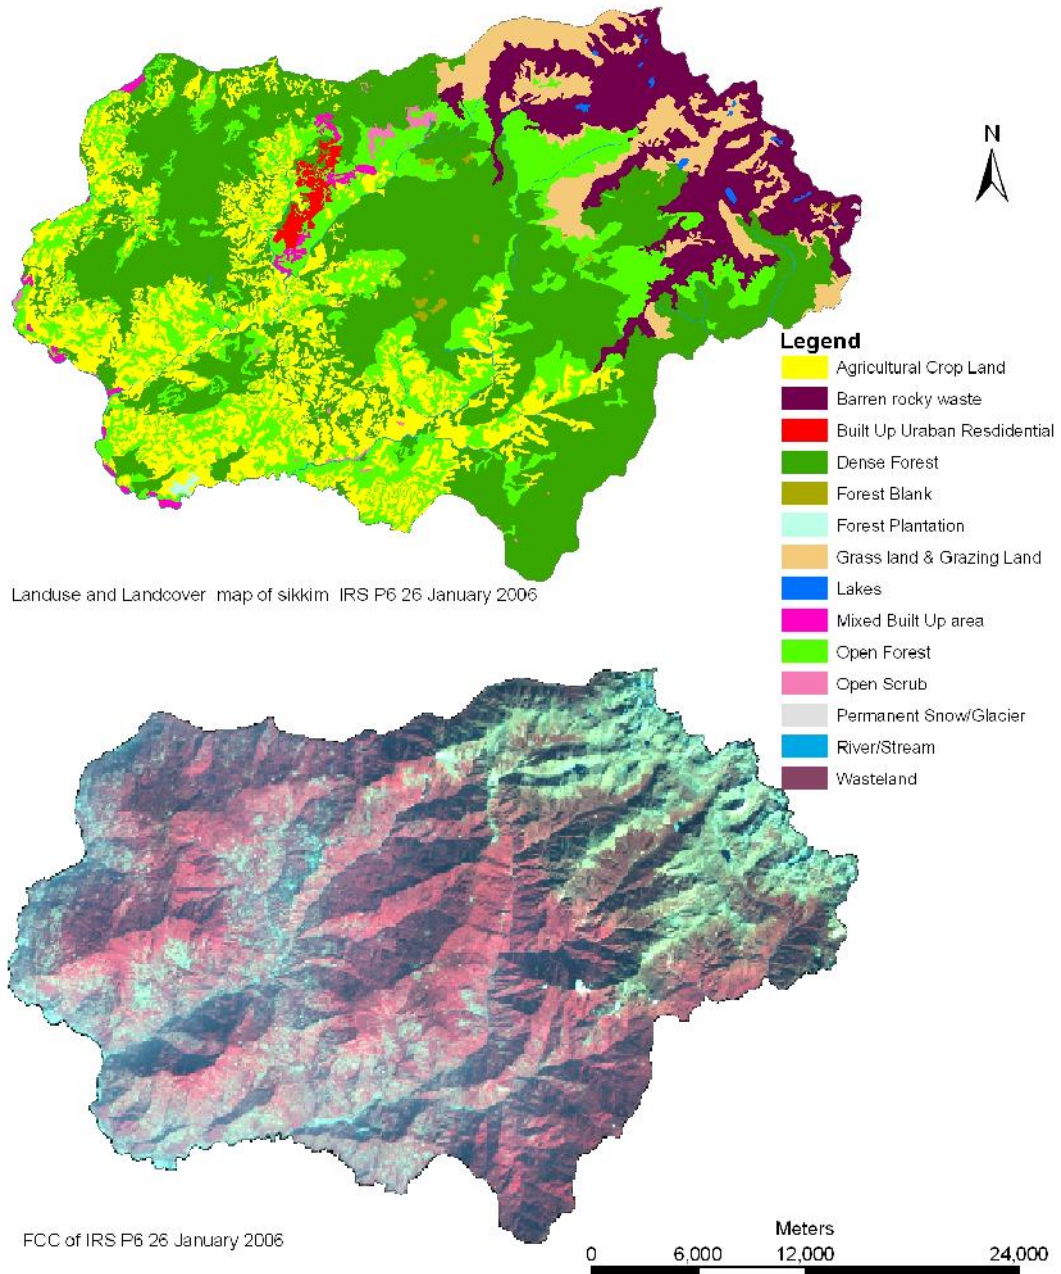 N
Legend
Agricultural Crop Land
Barren rocky waste
Built Up Uraban Resdidential
Dense Forest
Forest Blank
Forest Plantation
Grass land & Grazing Land
Lakes
Mixed Built Up area
Open Forest
Open Scrub
Permanent Snow/Glacier
River/Stream
Wasteland
Landuse and Landcover map of sikkim IRS P6 26 January 2006
FCC of IRS P6 26 January 2006
Meters
0 6,000 12,000 24,000